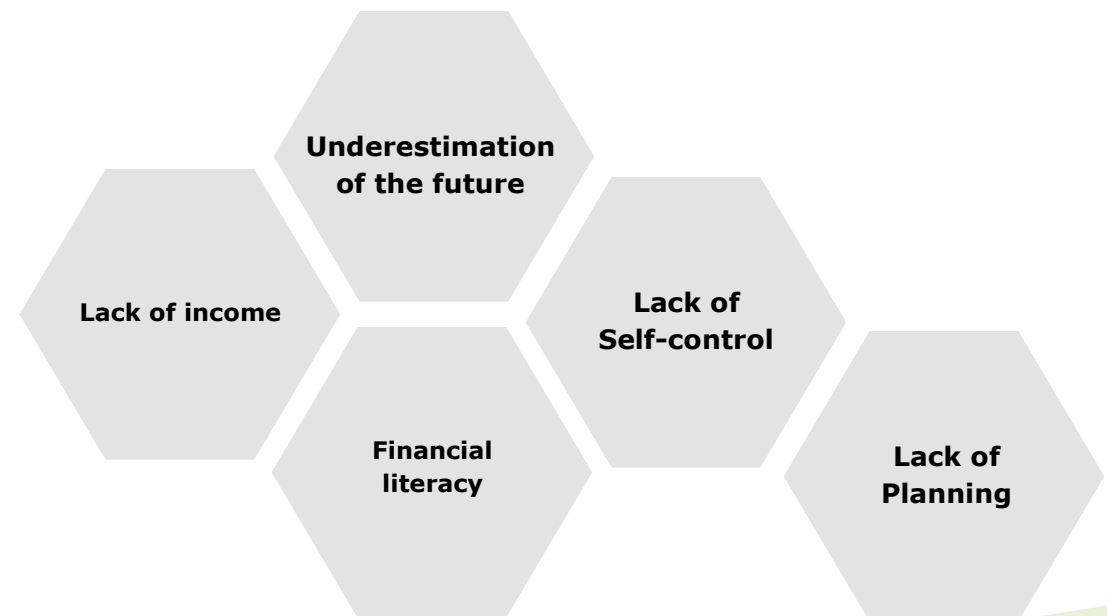 Underestimation
of the future
Lack of income
Lack of
Self-control
Financial
literacy
Lack of
Planning